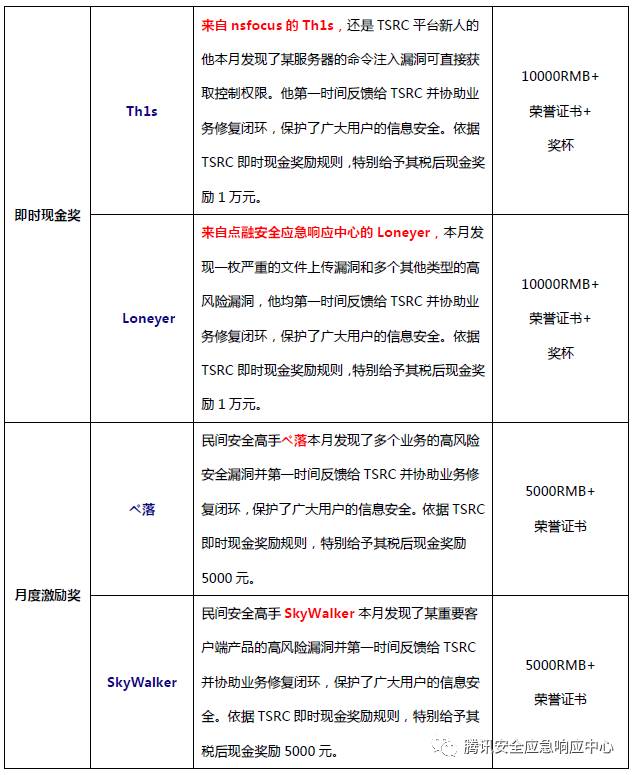 即时现金奖
Th1s
来自 nsfocus 的 Th1s，还是 TSRC 平台新人的
他本月发现了某服务器的命令注入漏洞可直接获
取控制权限。他第一时间反馈给 TSRC 并协助业
务修复闭环，保护了广大用户的信息安全。依据
TSRC 即时现金奖励规则，特别给予其税后现金奖
励 1 万元。
10000RMB+
荣誉证书+
奖杯
Loneyer
来自点融安全应急响应中心的 Loneyer，本月发
现一枚严重的文件上传漏洞和多个其他类型的高
风险漏洞，他均第一时间反馈给 TSRC 并协助业
务修复闭环，保护了广大用户的信息安全。依据
TSRC 即时现金奖励规则，特别给予其税后现金奖
励 1 万元。
10000RMB+
荣誉证书+
奖杯
月度激励奖
ぺ落
民间安全高手ぺ落本月发现了多个业务的高风险
安全漏洞并第一时间反馈给 TSRC 并协助业务修
复闭环，保护了广大用户的信息安全。依据 TSRC
即时现金奖励规则，特别给予其税后现金奖励
5000 元。
5000RMB+
荣誉证书
SkyWalker
民间安全高手 SkyWalker 本月发现了某重要客
户端产品的高风险漏洞并第一时间反馈给 TSRC
并协助业务修复闭环，保护了广大用户的信息安
全。依据 TSRC 即时现金奖励规则，特别给予其
税后现金奖励 5000 元。
5000RMB+
荣誉证书
腾讯安全应急响应中心